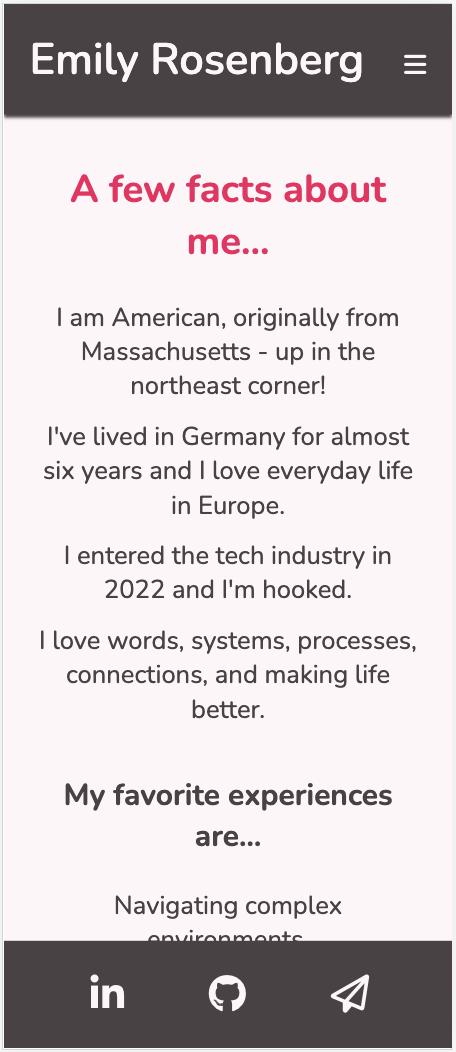 Emily Rosenberg
A few facts about
me...
I am American, originally from
Massachusetts - up in the
northeast corner!
I've lived in Germany for almost
six years and I love everyday life
in Europe.
I entered the tech industry in
2022 and I'm hooked.
I love words, systems, processes,
connections, and making life
better.
My favorite experiences
are...
Navigating complex
environments
in